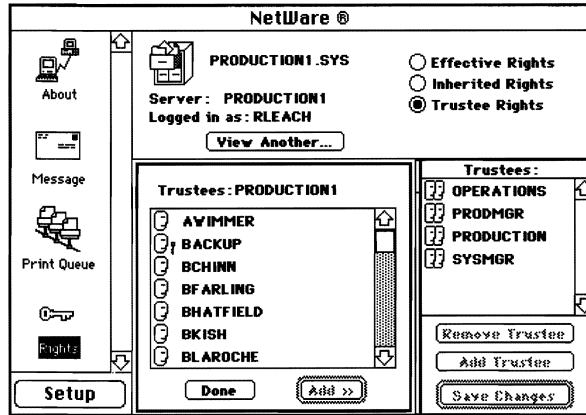 NetWare ®
About
Message
Print Queue
Rights
Setup
PRODUCTION1.SYS
Server: PRODUCTION1
Logged in as: RLEACH
View Another...
Effective Rights
Inherited Rights
Trustee Rights
Trustees: PRODUCTION1
AWIMMER
BACKUP
BCHINN
BFARLING
BHATFIELD
BKISH
BLAROCHE
Done
Add »
Trustees:
OPERATIONS
PRODMGR
PRODUCTION
SYSMGR
Remove Trustee
Add Trustee
Save Changes